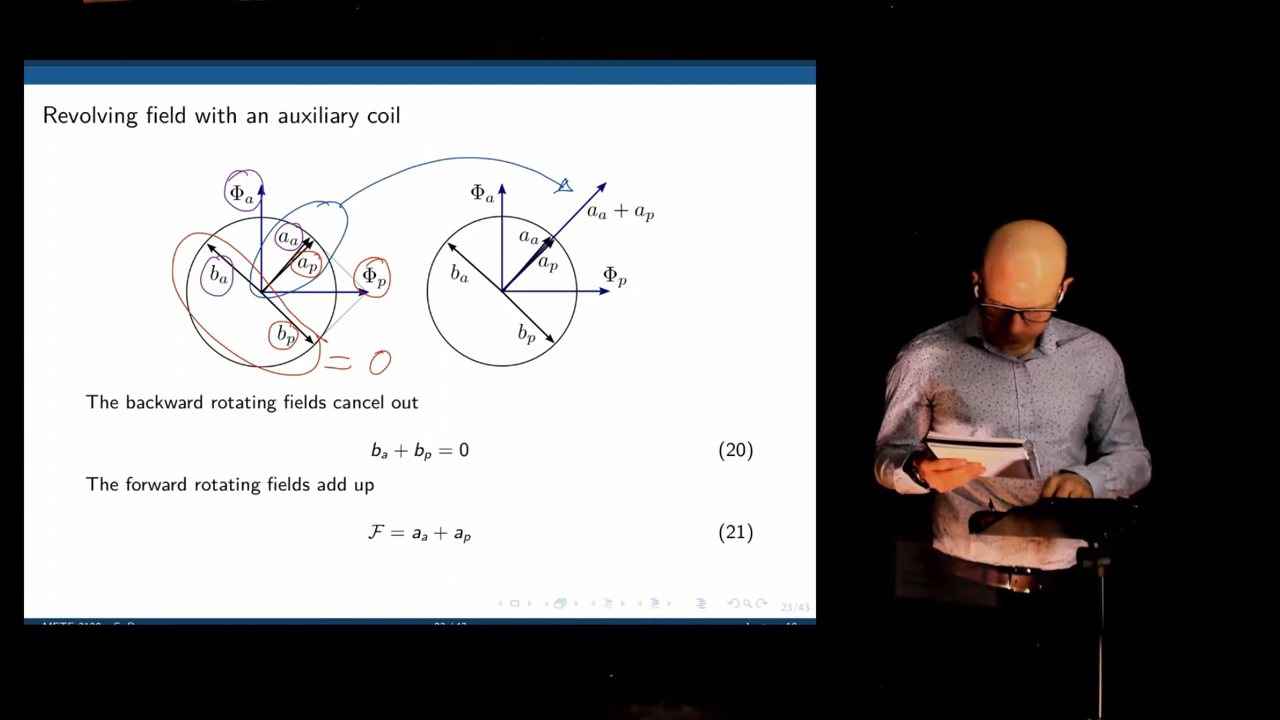 Revolving field with an auxiliary coil
Φₐ
aₐ
aₚ
Φₚ
bₐ
bₚ
= 0
Φₐ
aₐ + aₚ
aₐ
aₚ
Φₚ
bₐ
bₚ
The backward rotating fields cancel out
bₐ + bₚ = 0 (20)
The forward rotating fields add up
ℱ = aₐ + aₚ (21)
23/43